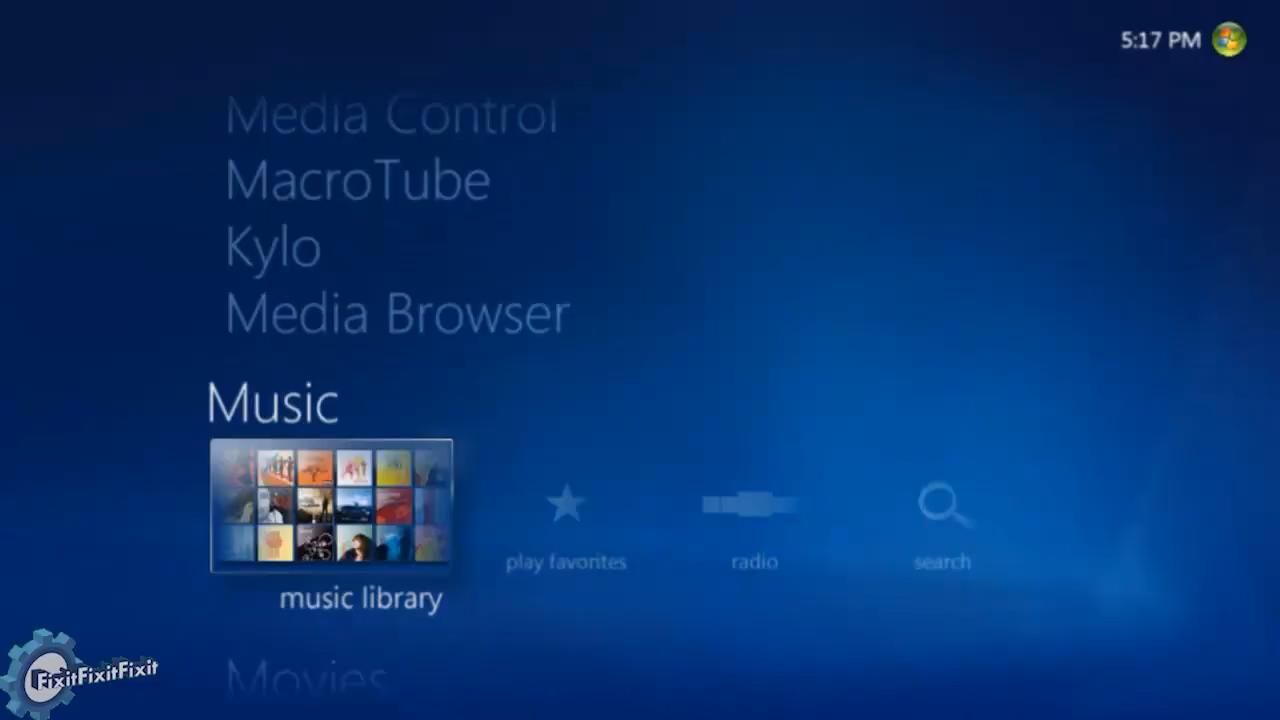 5:17 PM
Media Control
MacroTube
Kylo
Media Browser
Music
play favorites
radio
search
music library
Movies
FixitFixitFixit